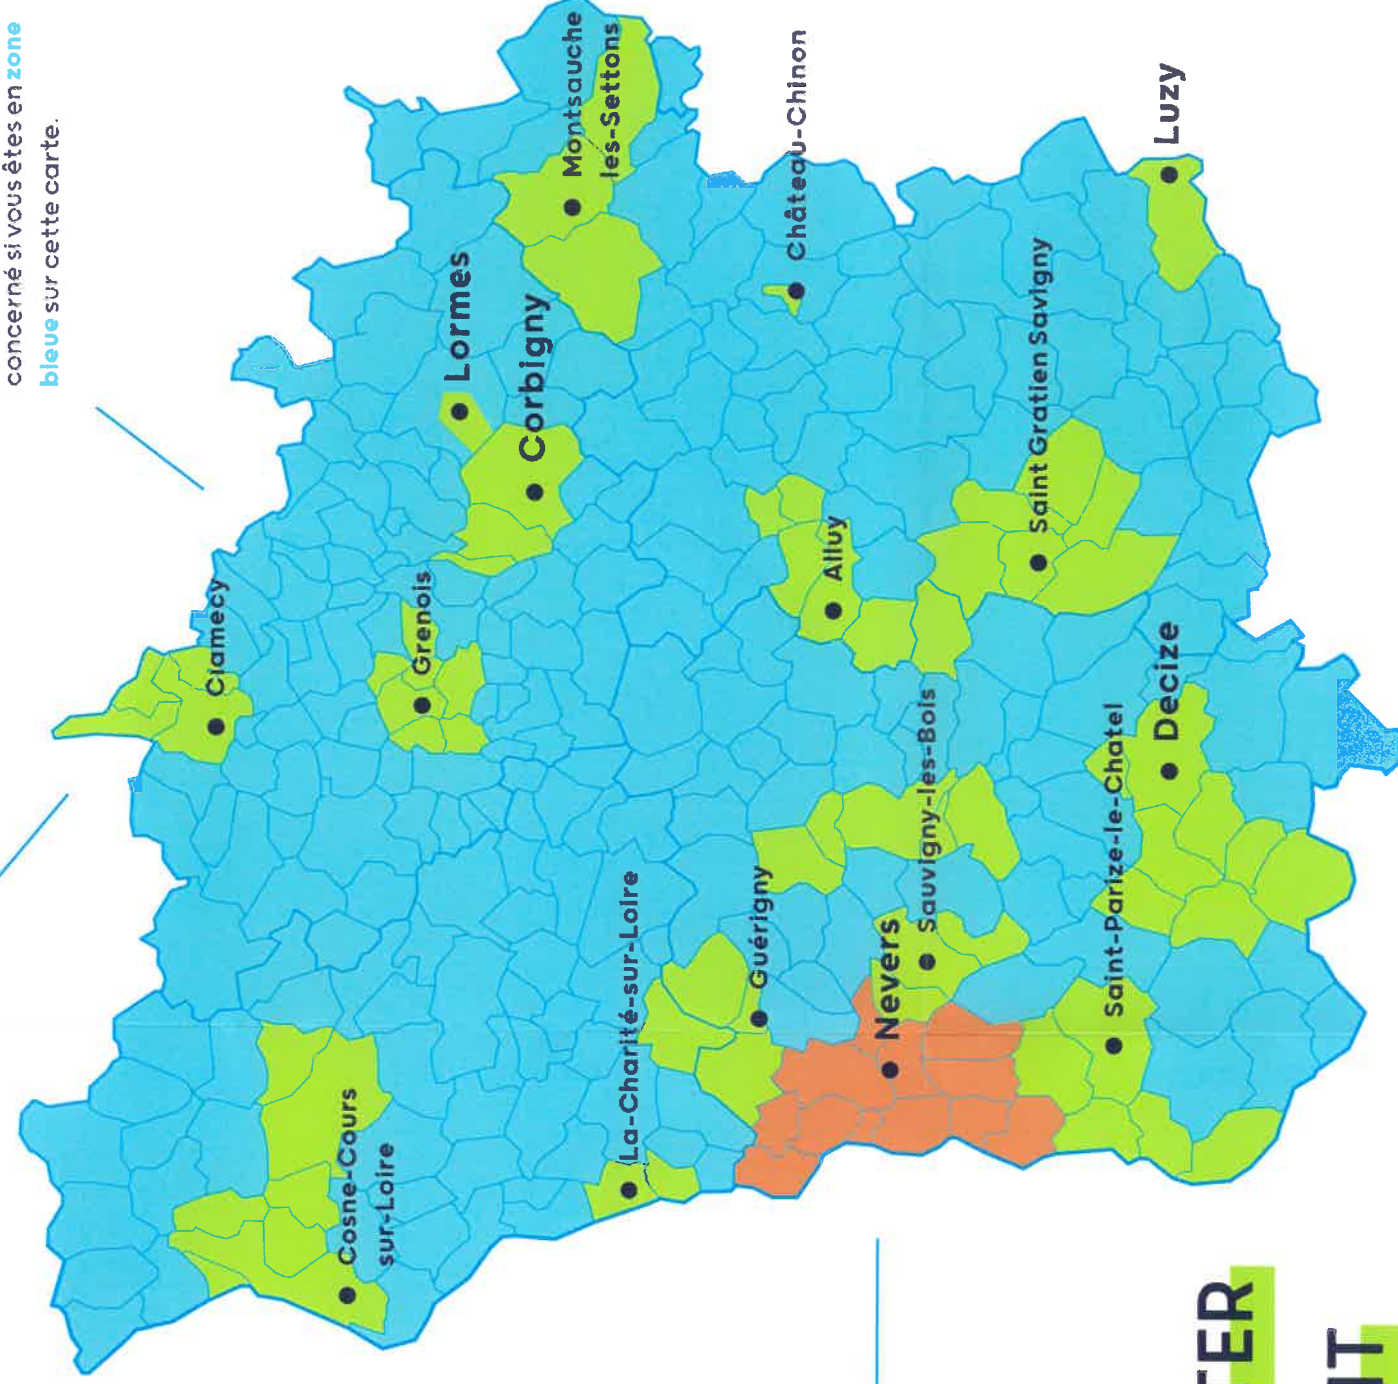 concerné si vous êtes en zone
bleue sur cette carte.
Montsauche
les-Settons
Château-Chinon
Luzy
Lormes
Corbigny
Saint Gratien Savigny
Clamecy
Grenois
Alluy
Decize
Sauvigny-les-Bois
Saint-Parize-le-Chatel
La-Charité-sur-Loire
Guérigny
Nevers
Cosne-Cours
sur-Loire
TER
IT